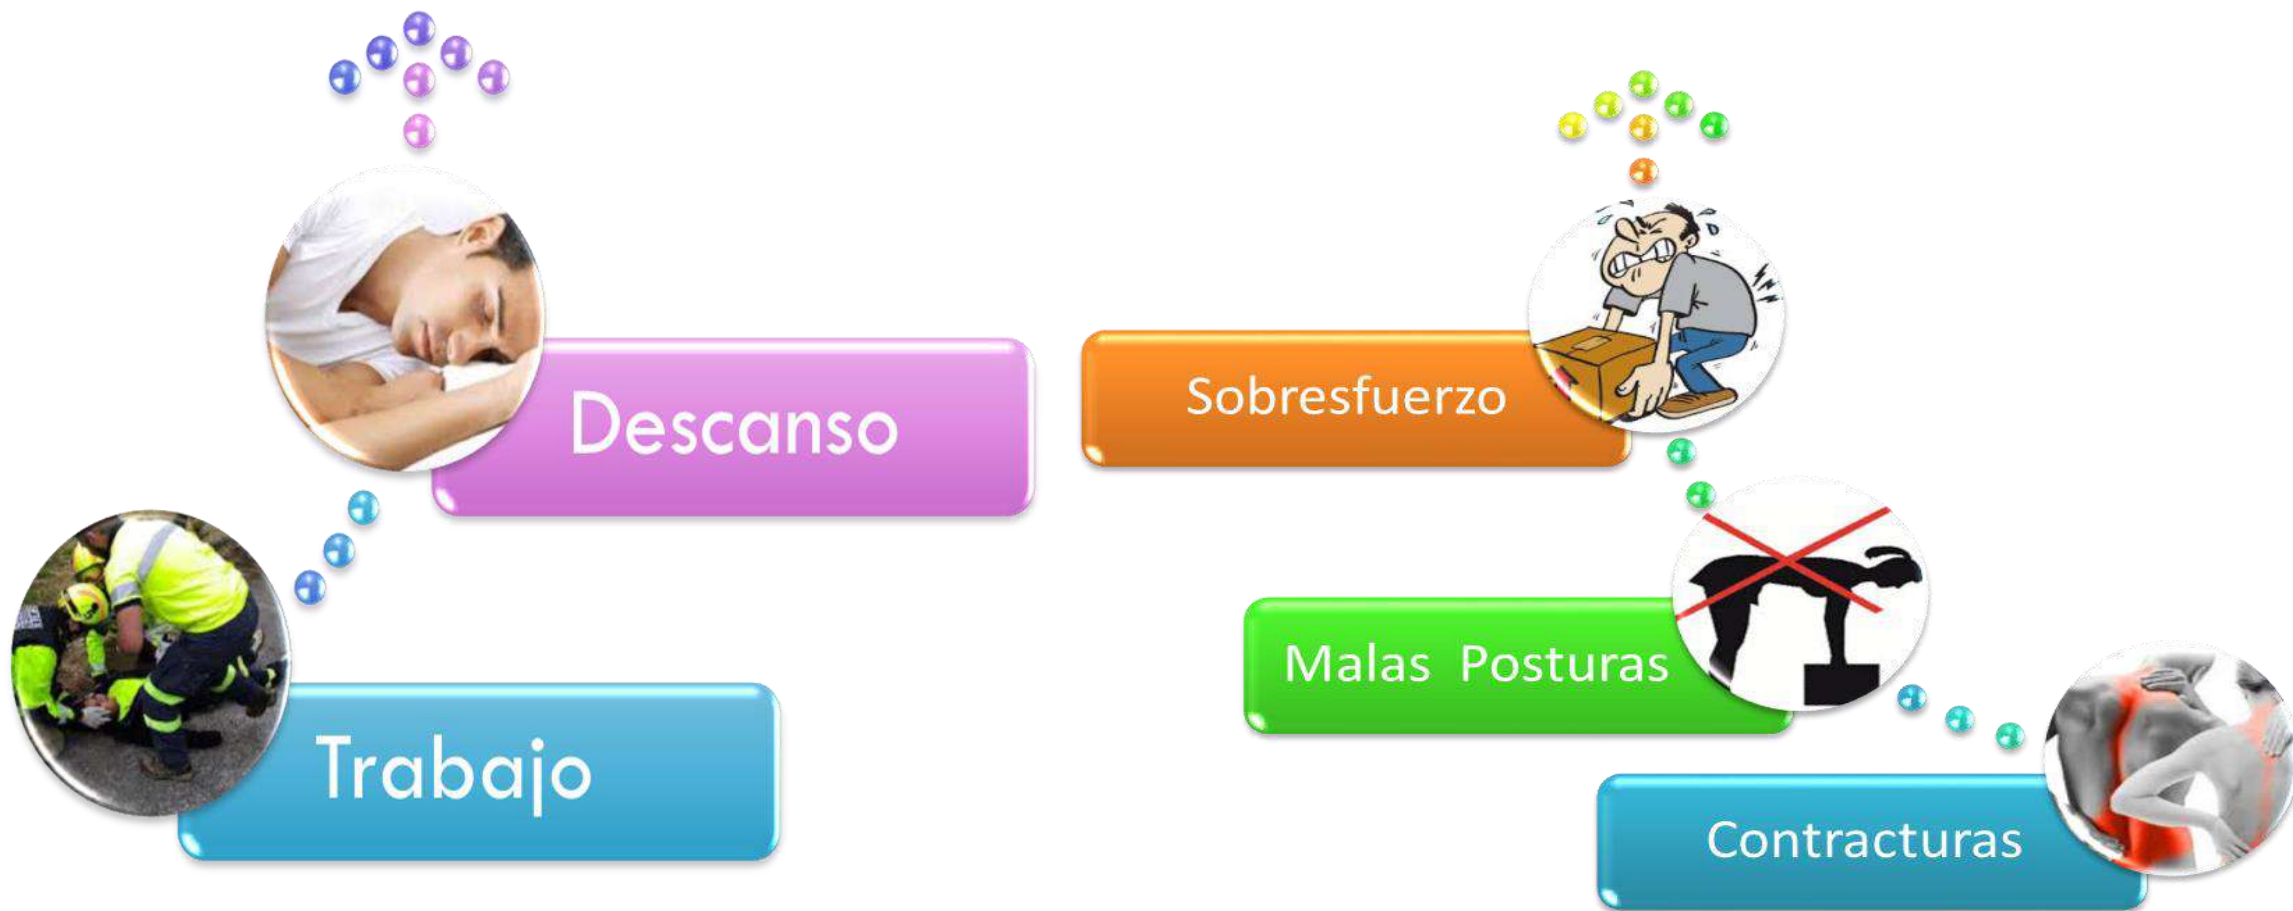 Descanso
Trabajo
Sobresfuerzo
Malas Posturas
Contracturas